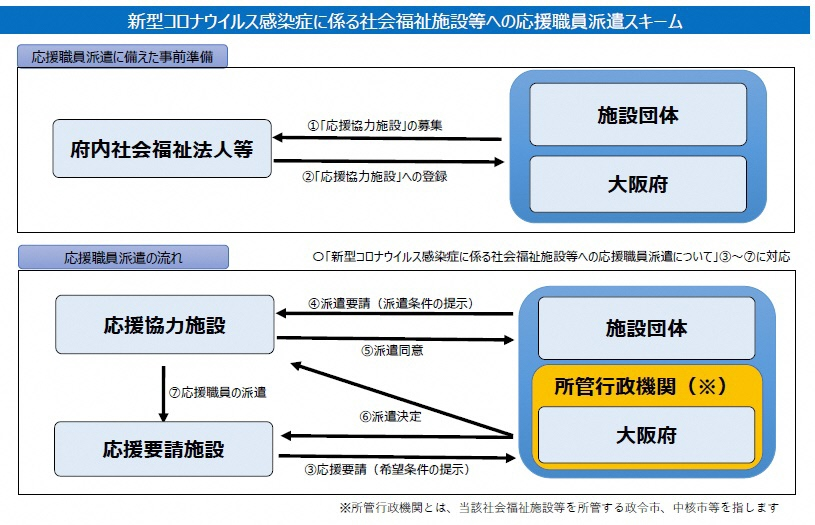 新型コロナウイルス感染症に係る社会福祉施設等への応援職員派遣スキーム
応援職員派遣に備えた事前準備
府内社会福祉法人等
①「応援協力施設」の募集
②「応援協力施設」への登録
施設団体
大阪府
応援職員派遣の流れ
〇「新型コロナウイルス感染症に係る社会福祉施設等への応援職員派遣について」③～⑦に対応
応援協力施設
④派遣要請（派遣条件の提示）
⑤派遣同意
施設団体
所管行政機関（※）
大阪府
⑦応援職員の派遣
⑥派遣決定
応援要請施設
③応援要請（希望条件の提示）
※所管行政機関とは、当該社会福祉施設等を所管する政令市、中核市等を指します